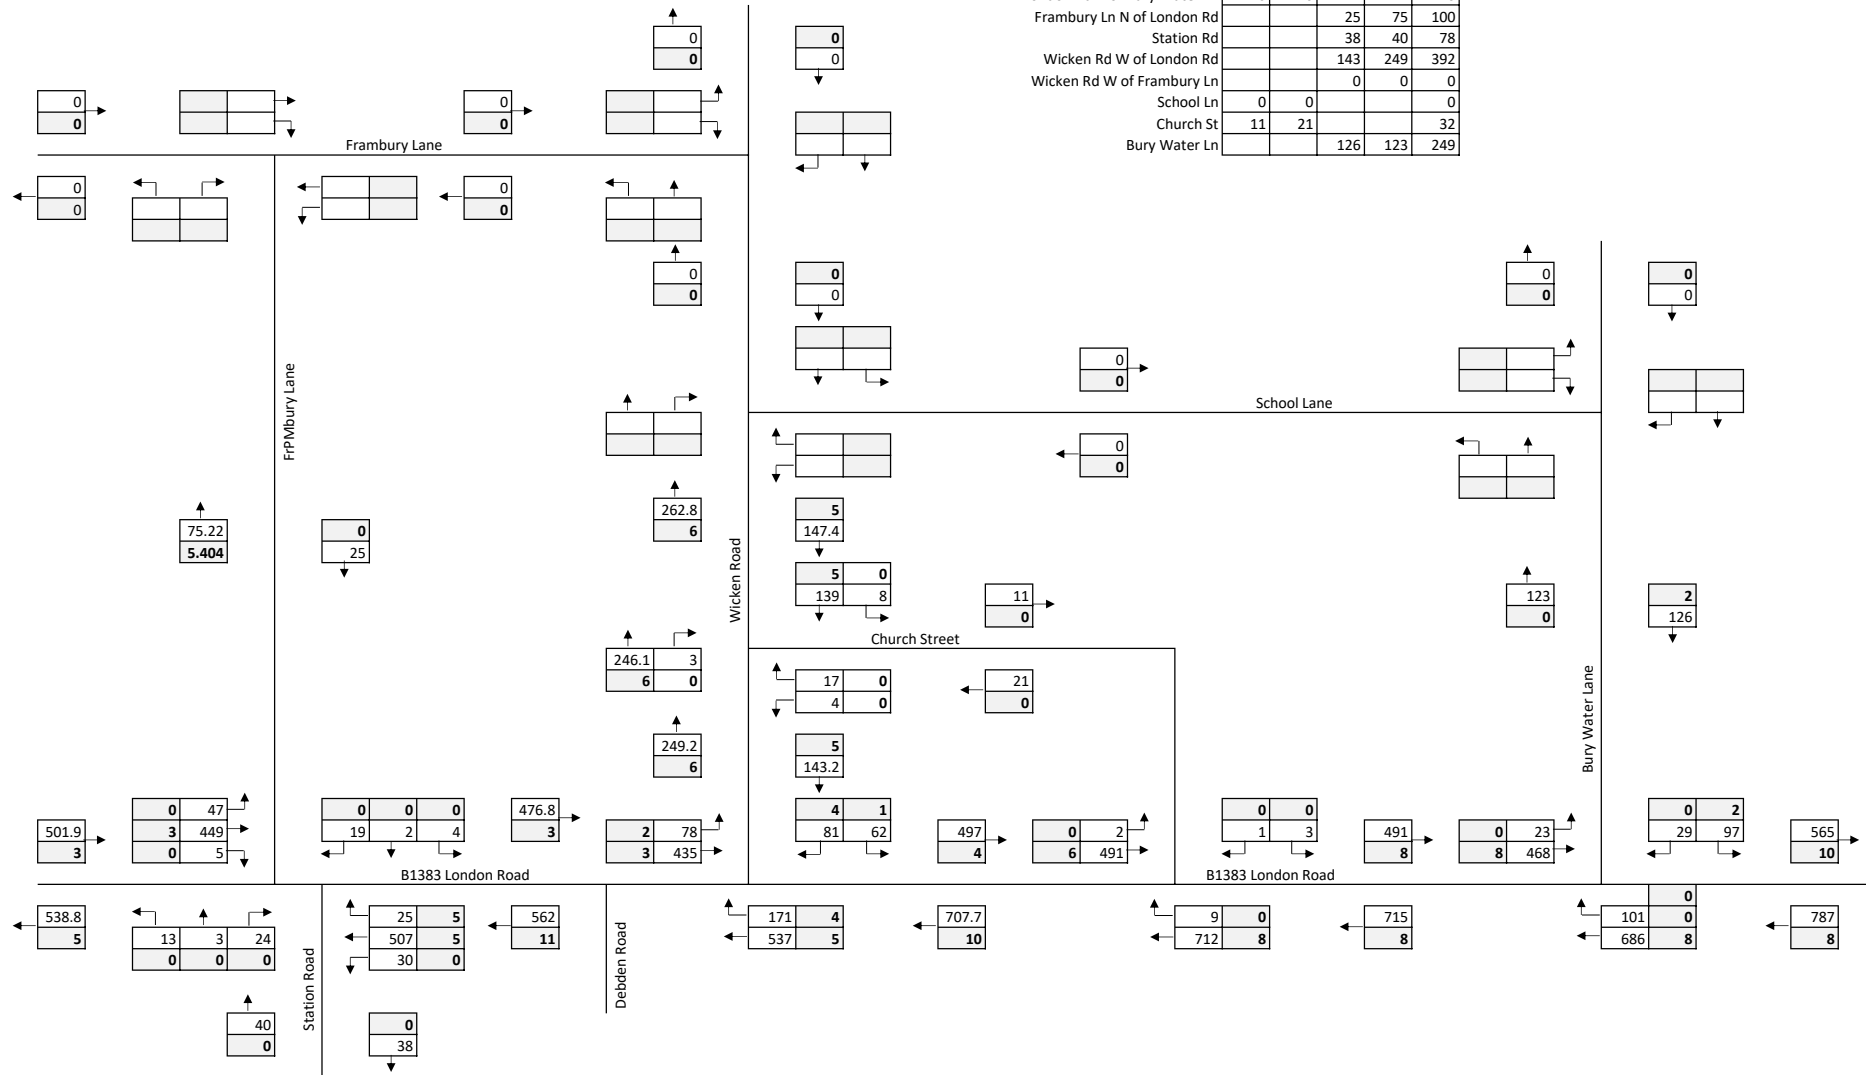 Frambury Ln N of London Rd 25 75 100
0 0 Station Rd 38 40 78
0 0 Wicken Rd W of London Rd 143 249 392
Wicken Rd W of Frambury Ln 0 0 0
0 0 School Ln 0 0 0
0 0 Church St 11 21 32
Frambury Lane Bury Water Ln 126 123 249
0 0
0 0
0 0 0 0
0 0 0 0
0
0 School Lane
FrPMbury Lane
0
0
262.8 5
75.22 0 6 147.4
5.404 25
Wicken Road
5 0
139 8 11 123 2
0 0 126
Church Street
246.1 3
6 0 17 0 21
4 0 0
Bury Water Lane
249.2 5
6 143.2
0 47 0 0 0 476.8 4 1 0 0 0 2
501.9 3 449 19 2 4 3 2 78 81 62 497 0 2 1 3 491 0 23 29 97 565
3 0 5 3 435 4 6 491 8 8 468 10
B1383 London Road B1383 London Road
0
538.8 25 5 562 171 4 707.7 9 0 715 101 0 787
5 13 3 24 507 5 11 537 5 10 712 8 8 686 8 8
0 0 0 30 0
Station Road
Debden Road
40 0
0 38